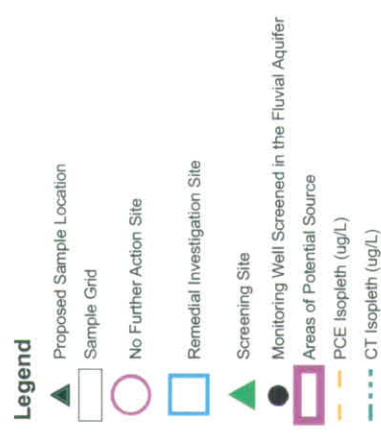 Legend
Proposed Sample Location
Sample Grid
No Further Action Site
Remedial Investigation Site
Screening Site
Monitoring Well Screened in the Fluvial Aquifer
Areas of Potential Source
PCE Isopleth (ug/L)
CT Isopleth (ug/L)